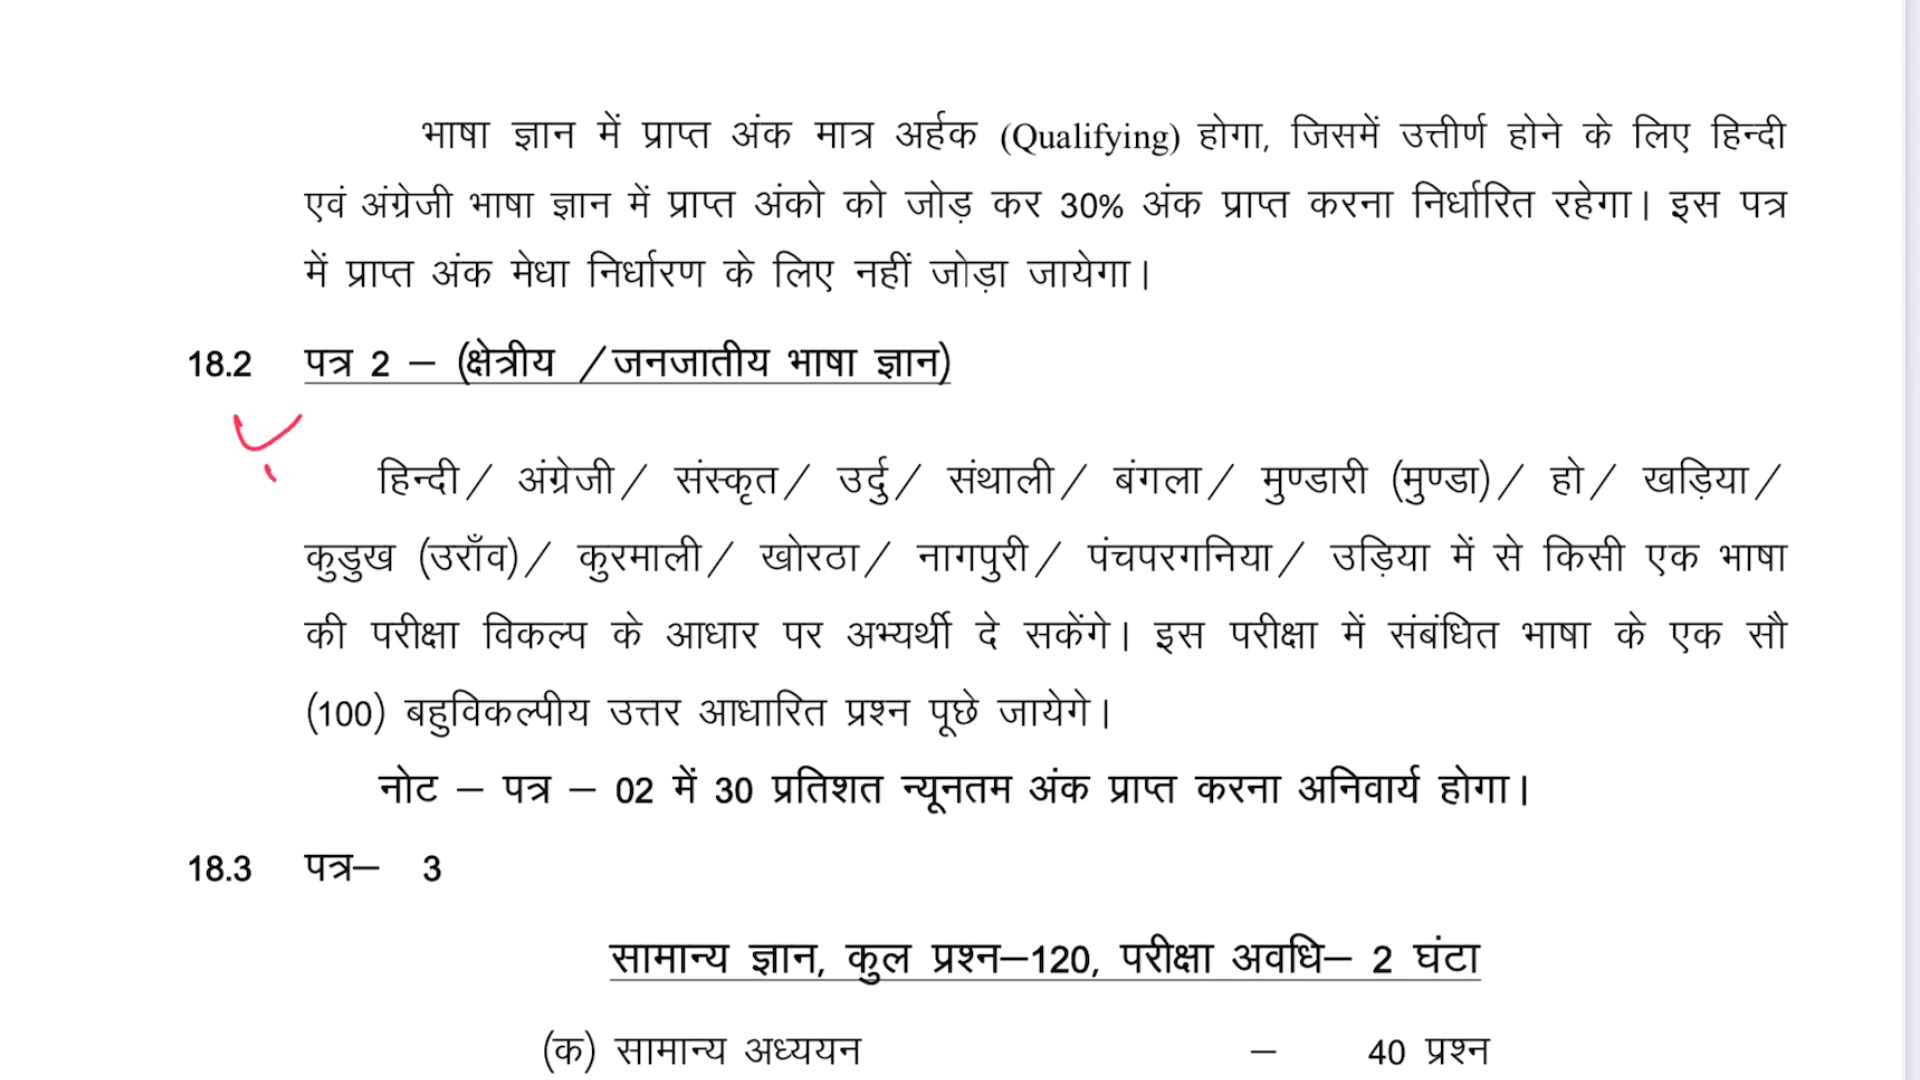 भाषा ज्ञान में प्राप्त अंक मात्र अर्हक (Qualifying) होगा, जिसमें उत्तीर्ण होने के लिए हिन्दी
एवं अंग्रेजी भाषा ज्ञान में प्राप्त अंको को जोड़ कर 30% अंक प्राप्त करना निर्धारित रहेगा। इस पत्र
में प्राप्त अंक मेधा निर्धारण के लिए नहीं जोड़ा जायेगा।
18.2 पत्र 2 – (क्षेत्रीय /जनजातीय भाषा ज्ञान)
हिन्दी/ अंग्रेजी/ संस्कृत/ उर्दु/ संथाली/ बंगला/ मुण्डारी (मुण्डा)/ हो/ खड़िया/
कुडुख (उराँव)/ कुरमाली/ खोरठा/ नागपुरी/ पंचपरगनिया/ उड़िया में से किसी एक भाषा
की परीक्षा विकल्प के आधार पर अभ्यर्थी दे सकेंगे। इस परीक्षा में संबंधित भाषा के एक सौ
(100) बहुविकल्पीय उत्तर आधारित प्रश्न पूछे जायेगे।
नोट – पत्र – 02 में 30 प्रतिशत न्यूनतम अंक प्राप्त करना अनिवार्य होगा।
18.3 पत्र– 3
सामान्य ज्ञान, कुल प्रश्न–120, परीक्षा अवधि– 2 घंटा
(क) सामान्य अध्ययन – 40 प्रश्न